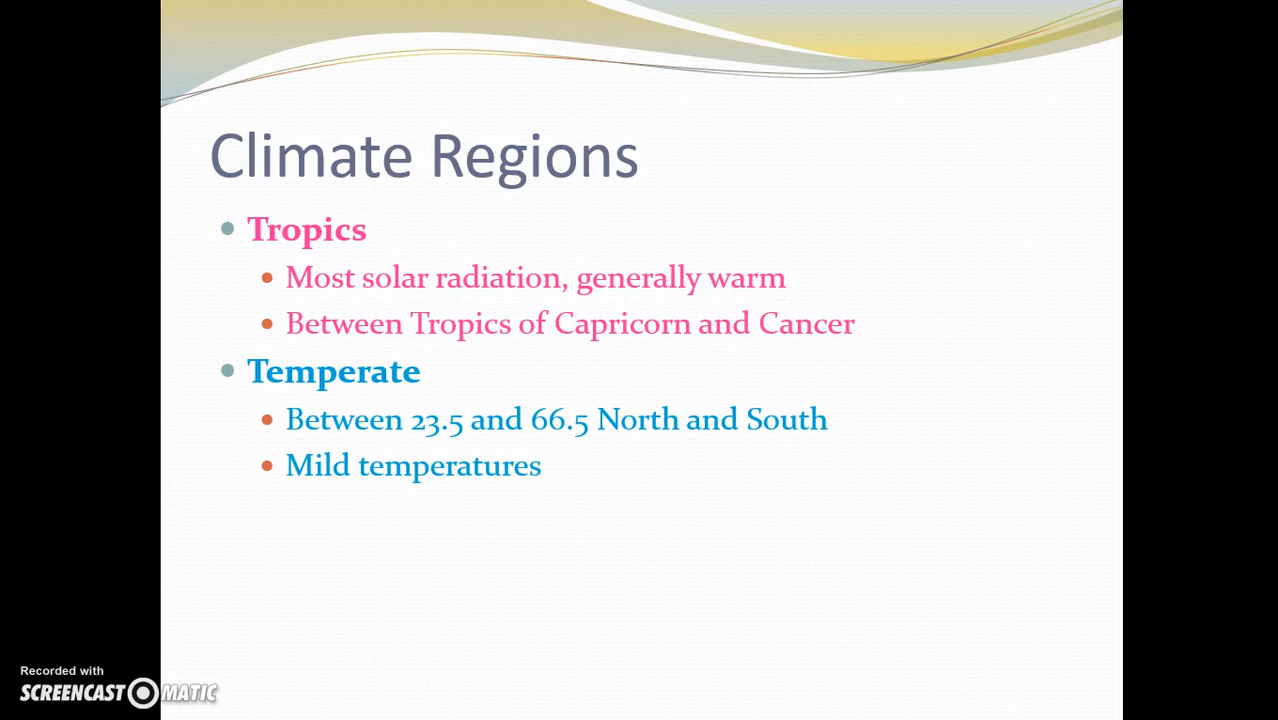 Climate Regions
Tropics
Most solar radiation, generally warm
Between Tropics of Capricorn and Cancer
Temperate
Between 23.5 and 66.5 North and South
Mild temperatures
Recorded with
SCREENCAST MATIC